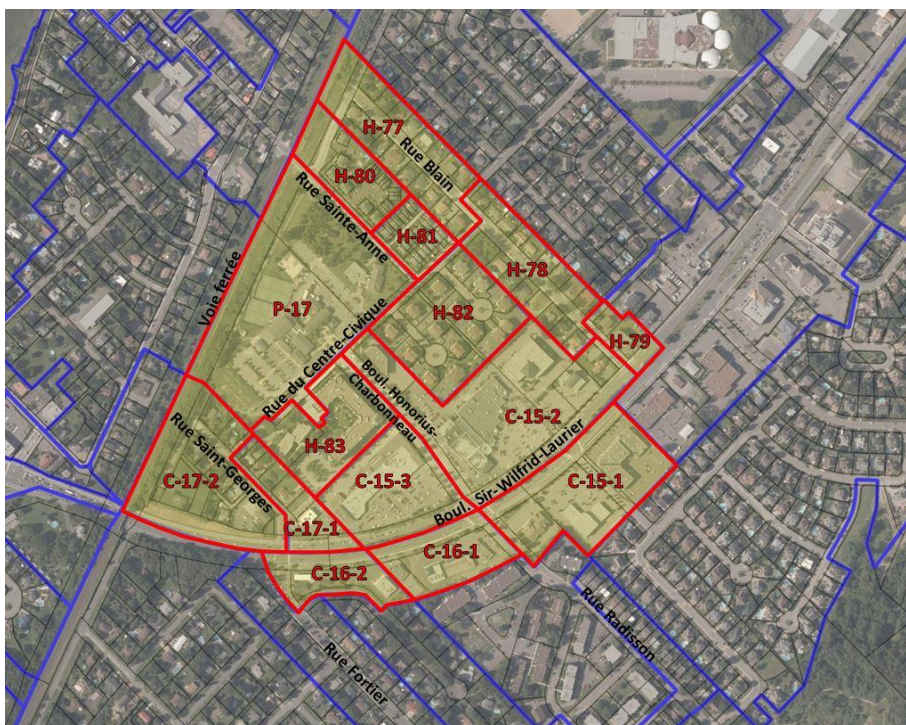 H-77
Rue Blain
H-80
Rue Sainte-Anne
H-81
H-78
Voie ferrée
P-17
H-82
H-79
Rue du Centre-Civique
Boul. Honorius-
Charbonneau
C-15-2
H-83
Rue Saint-Georges
C-17-2
C-15-3
Boul. Sir- Wilfrid-Laurier
C-15-1
C-17-1
C-16-1
C-16-2
Rue Radisson
Rue Fortier